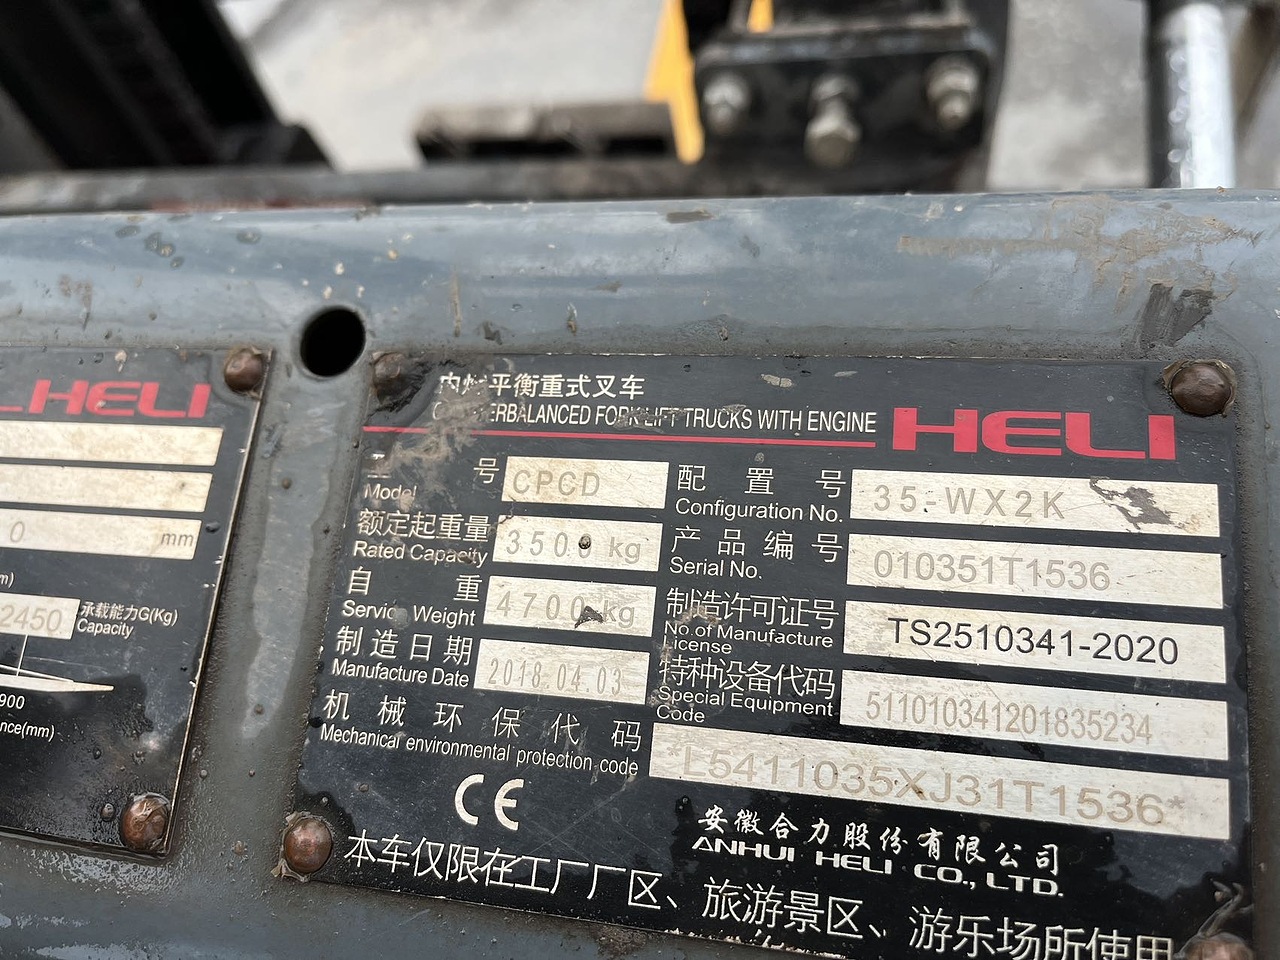 HELI
0 mm
2450 承载能力G(Kg)
Capacity
900
内燃平衡重式叉车
COUNTERBALANCED FORK LIFT TRUCKS WITH ENGINE HELI
号 CPCD
Model
配置号 35-WX2K
Configuration No.
额定起重量 3500 kg
Rated Capacity
产品编号 010351T1536
Serial No.
自重 4700 kg
Service Weight
制造许可证号 TS2510341-2020
No.of Manufacture
License
制造日期 2018.04.03
Manufacture Date
特种设备代码 511010341201835234
Special Equipment
Code
机械环保代码 *L5411035XJ31T1536*
Mechanical environmental protection code
CE
安徽合力股份有限公司
ANHUI HELI CO., LTD.
本车仅限在工厂厂区、旅游景区、游乐场所使用